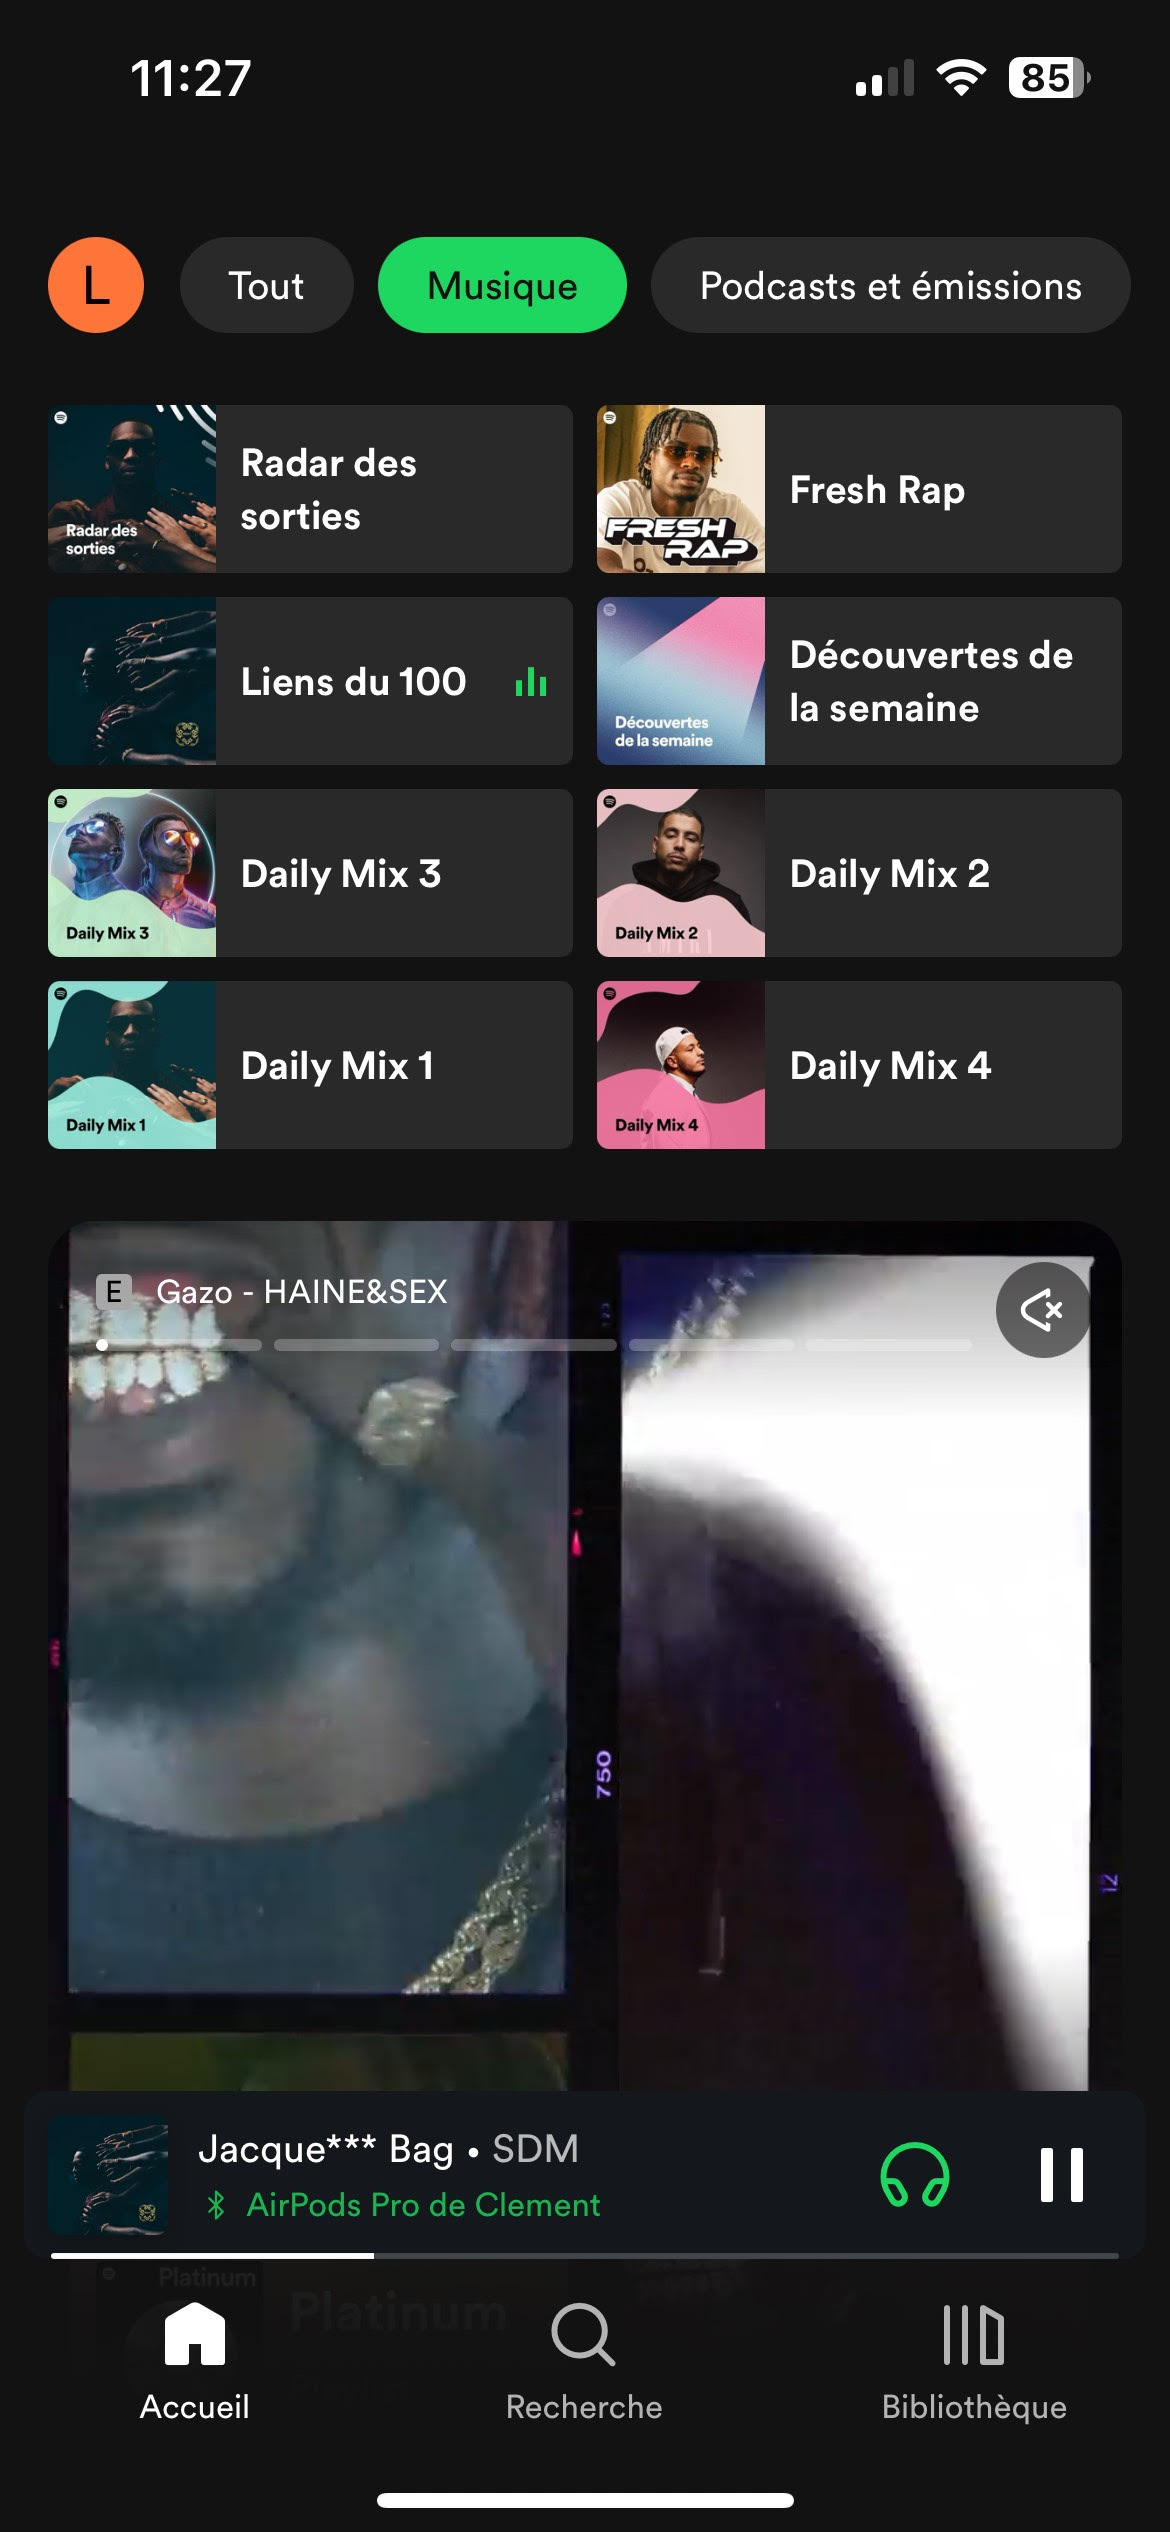 11:27
85
L
Tout
Musique
Podcasts et émissions
Radar des
sorties
Radar des
sorties
FRESH
RAP
Fresh Rap
Liens du 100
Découvertes
de la semaine
Découvertes de
la semaine
Daily Mix 3
Daily Mix 3
Daily Mix 2
Daily Mix 2
Daily Mix 1
Daily Mix 1
Daily Mix 4
Daily Mix 4
E Gazo - HAINE&SEX
750
12
Jacque*** Bag • SDM
AirPods Pro de Clement
Platinum
Platinum
Accueil
Recherche
Bibliothèque